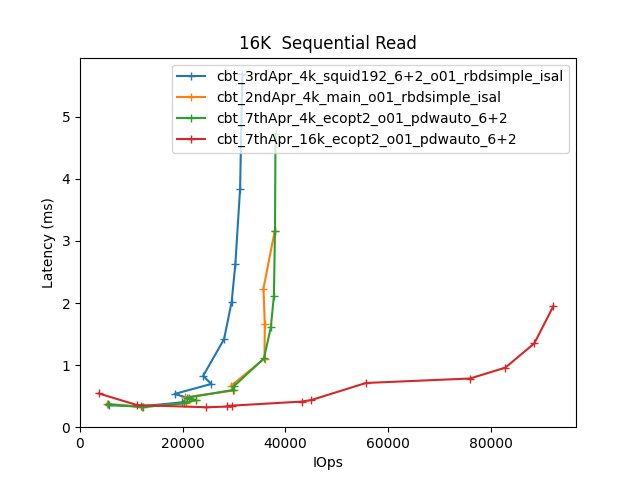 16K  Sequential Read
cbt_3rdApr_4k_squid192_6+2_o01_rbdsimple_isal
cbt_2ndApr_4k_main_o01_rbdsimple_isal
cbt_7thApr_4k_ecopt2_o01_pdwauto_6+2
cbt_7thApr_16k_ecopt2_o01_pdwauto_6+2
Latency (ms)
5
4
3
2
1
0
0 20000 40000 60000 80000
IOps